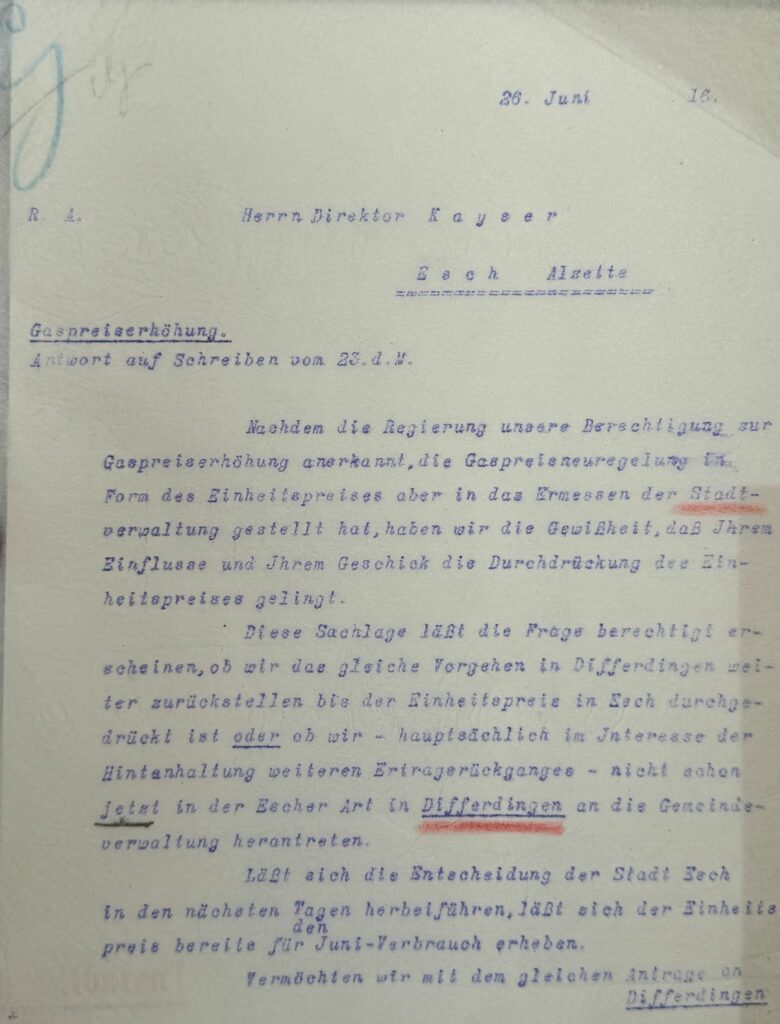 26. Juni 16.
R. A. Herrn Direktor Kayser
Esch Alzette
Gaspreiserhöhung.
Antwort auf Schreiben vom 23.d.M.
Nachdem die Regierung unsere Berechtigung zur
Gaspreiserhöhung anerkannt, die Gaspreisneuregelung in
Form des Einheitspreises aber in das Ermessen der Stadt-
verwaltung gestellt hat, haben wir die Gewißheit, daß Jhrem
Einflusse und Jhrem Geschick die Durchdrückung des Ein-
heitspreises gelingt.
Diese Sachlage läßt die Frage berechtigt er-
scheinen, ob wir das gleiche Vorgehen in Differdingen wei-
ter zurückstellen bis der Einheitspreis in Esch durchge-
drückt ist oder ob wir - hauptsächlich im Jnteresse der
Hintanhaltung weiteren Ertragsrückganges - nicht schon
jetzt in der Escher Art in Differdingen an die Gemeinde-
verwaltung herantreten.
Läßt sich die Entscheidung der Stadt Esch
in den nächsten Tagen herbeiführen, läßt sich der Einheits
den
preis bereits für Juni-Verbrauch erheben.
Vermöchten wir mit dem gleichen Antrage an
Differdingen